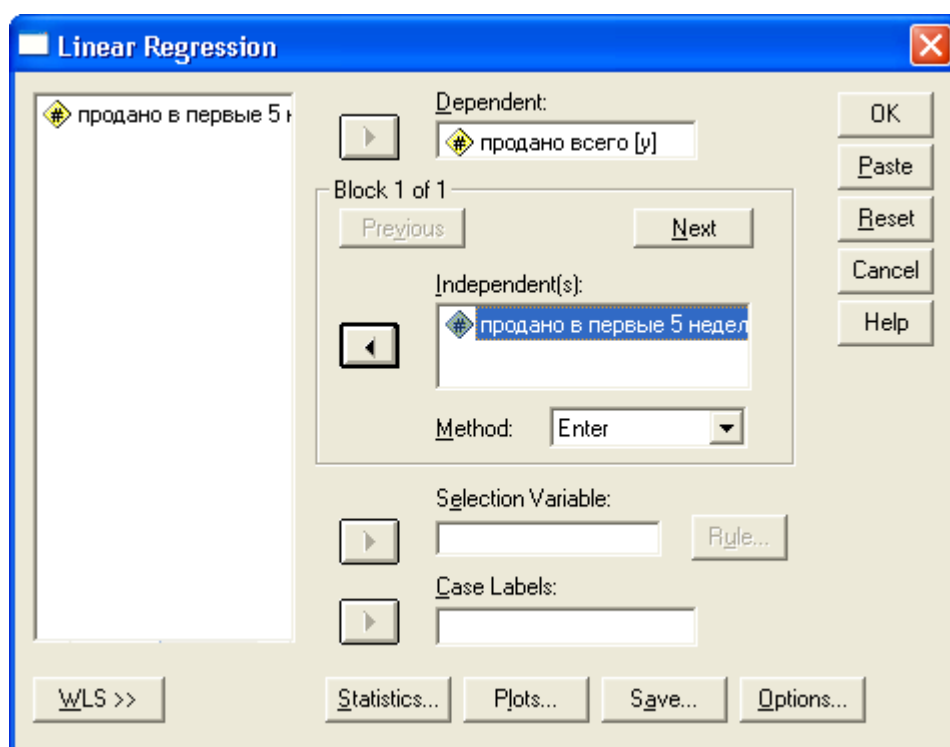 Linear Regression
продано в первые 5
Dependent:
продано всего [y]
Block 1 of 1
Previous
Next
Independent(s):
продано в первые 5 недел
Method:
Enter
Selection Variable:
Rule...
Case Labels:
OK
Paste
Reset
Cancel
Help
WLS >>
Statistics...
Plots...
Save...
Options...